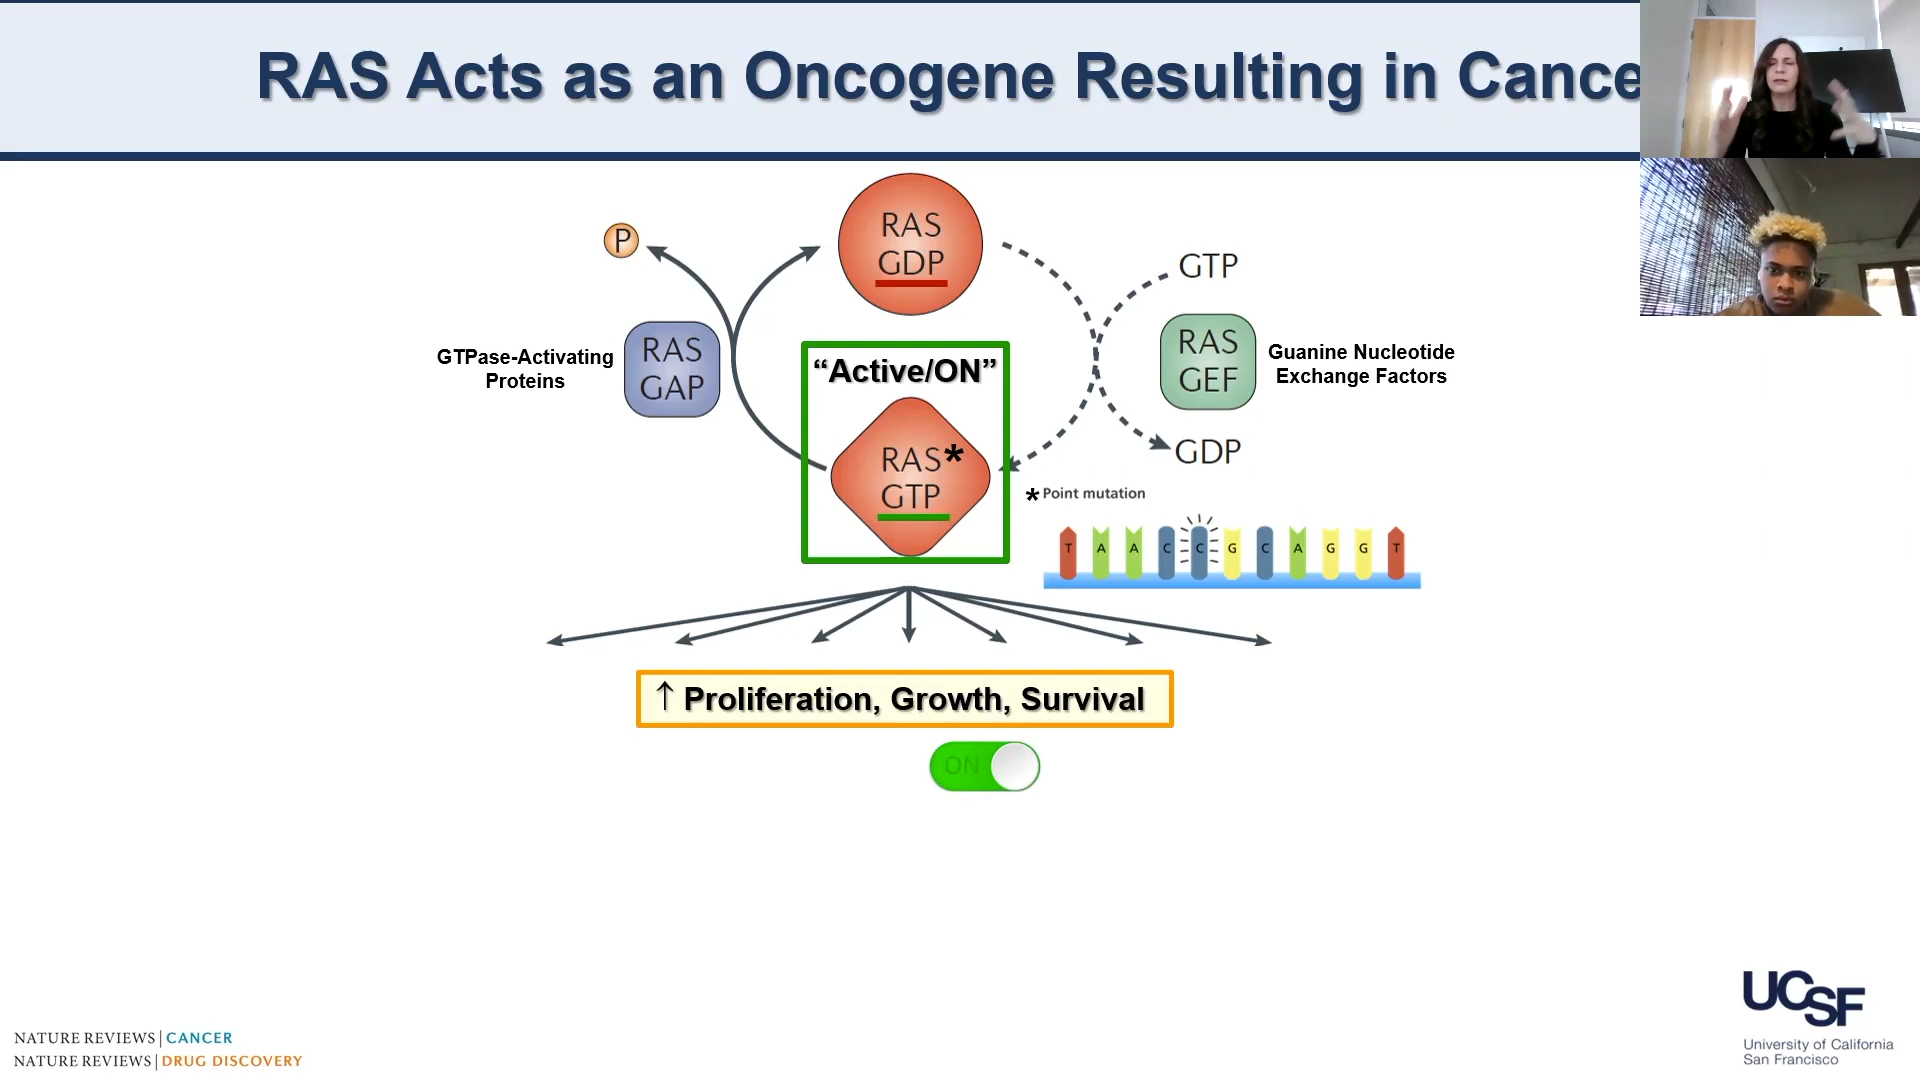 RAS Acts as an Oncogene Resulting in Cance
P
RAS
GDP
GTP
GTPase-Activating
Proteins
RAS
GAP
RAS
GEF
Guanine Nucleotide
Exchange Factors
“Active/ON”
RAS*
GTP
GDP
* Point mutation
T A A C C G C A G G T
↑ Proliferation, Growth, Survival
ON
NATURE REVIEWS | CANCER
NATURE REVIEWS | DRUG DISCOVERY
UCSF
University of California
San Francisco